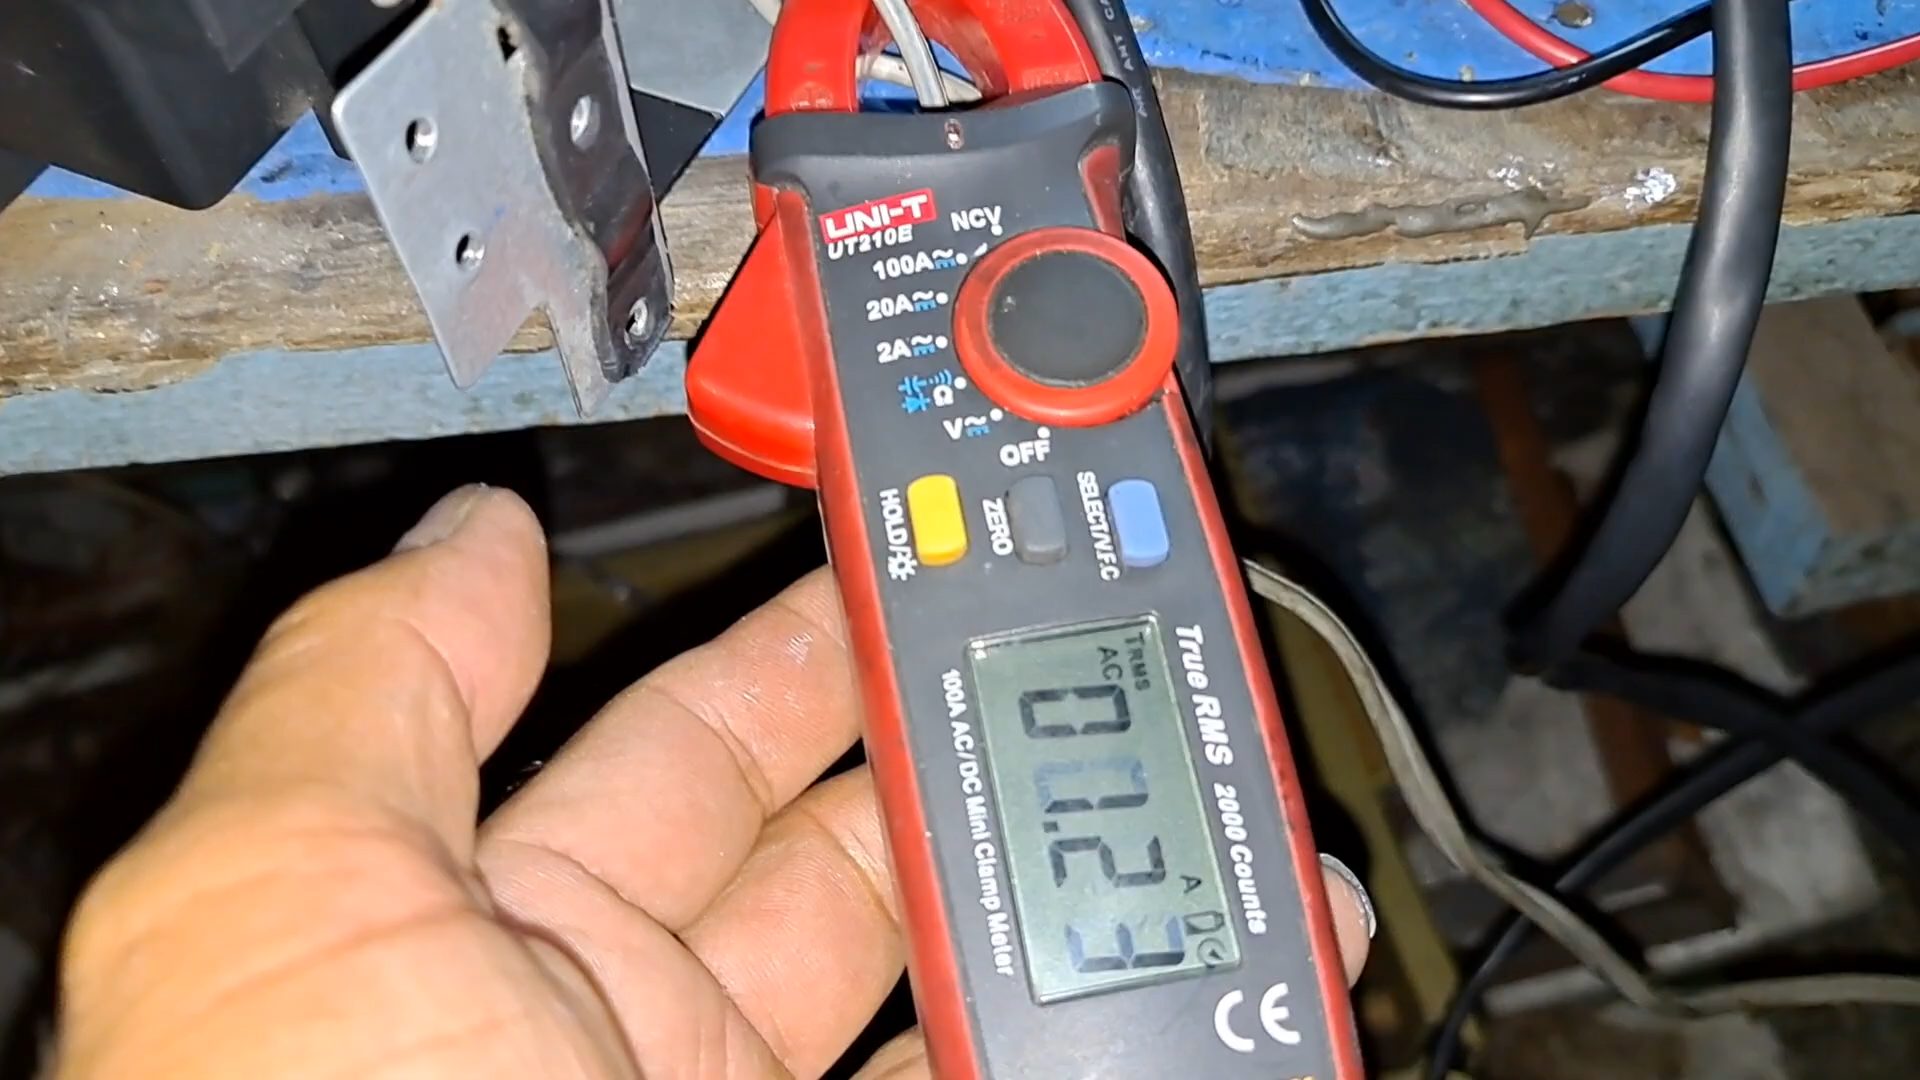 UNI-T
UT210E
NCV
100A
20A
2A
Ω
V
OFF
HOLD/
ZERO
SELECT/V.F.C
True RMS 2000 Counts
TRMS
AC
00.23
A
100A AC/DC Mini Clamp Meter
CE